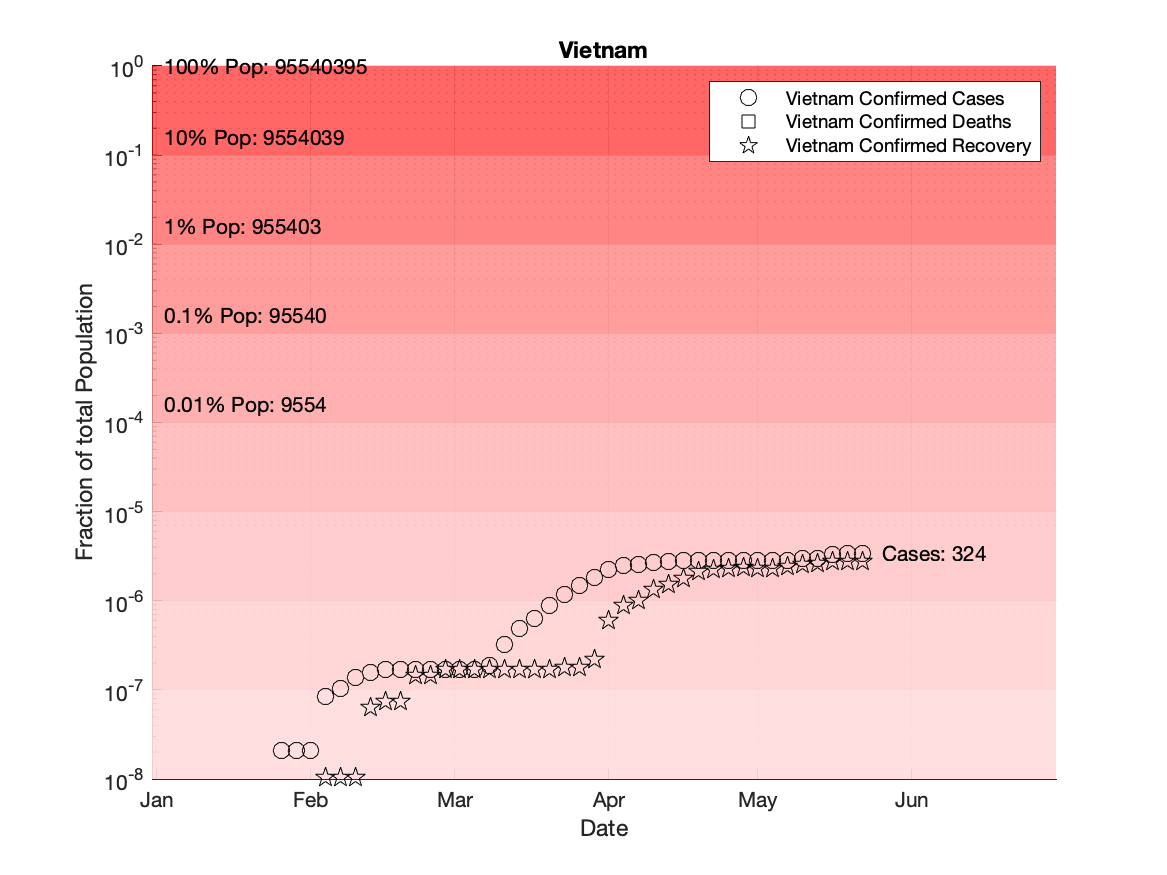 Vietnam
10^0
100% Pop: 95540395
Vietnam Confirmed Cases
Vietnam Confirmed Deaths
Vietnam Confirmed Recovery
10% Pop: 9554039
10^-1
1% Pop: 955403
10^-2
0.1% Pop: 95540
10^-3
0.01% Pop: 9554
10^-4
10^-5
Cases: 324
10^-6
10^-7
10^-8
Fraction of total Population
Jan Feb Mar Apr May Jun
Date